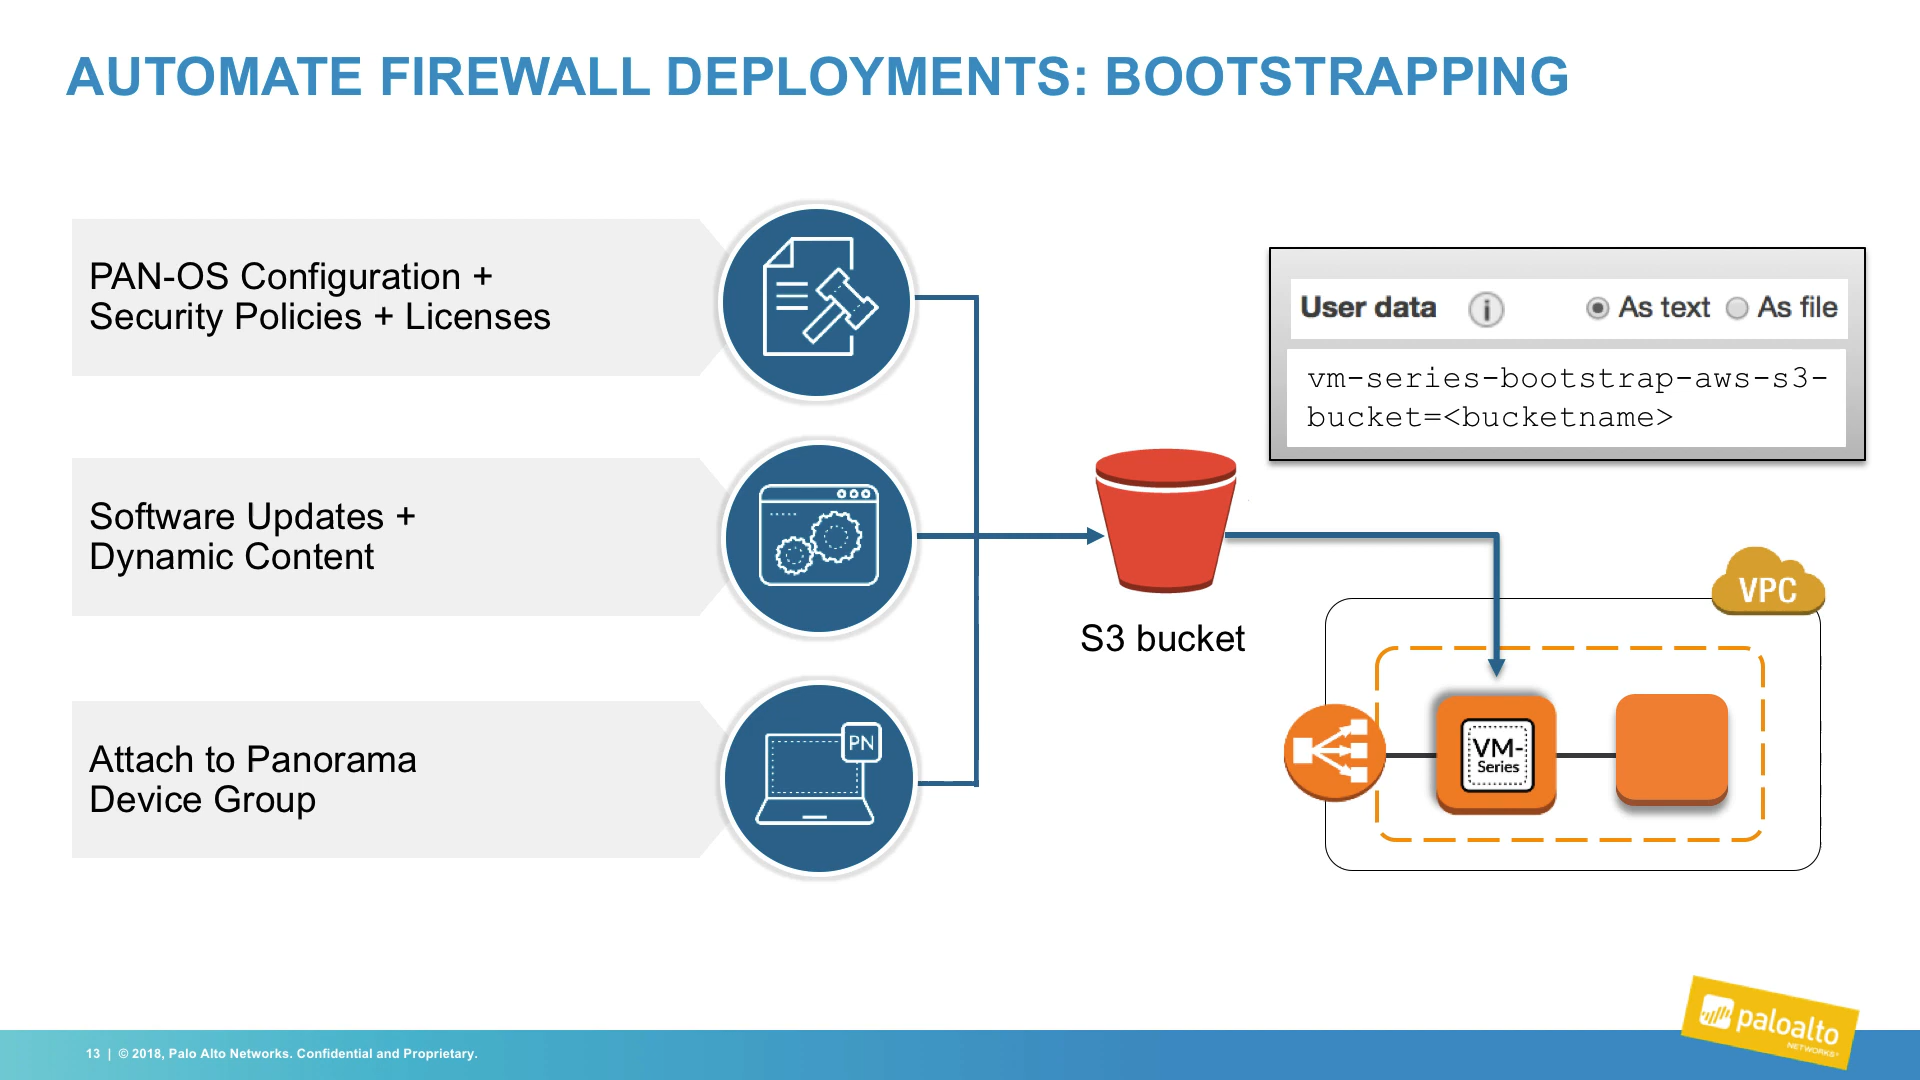 AUTOMATE FIREWALL DEPLOYMENTS: BOOTSTRAPPING
PAN-OS Configuration +
Security Policies + Licenses
Software Updates +
Dynamic Content
PN
Attach to Panorama
Device Group
User data i As text As file
vm-series-bootstrap-aws-s3-
bucket=<bucketname>
S3 bucket
VPC
VM-
Series
13 | © 2018, Palo Alto Networks. Confidential and Proprietary.
paloalto
NETWORKS®